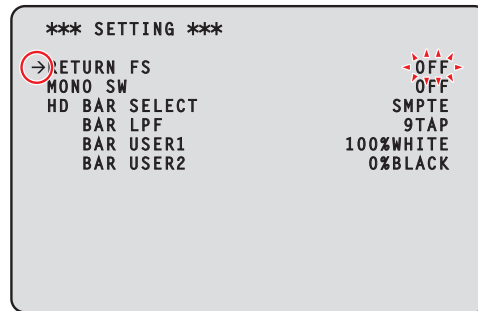 *** SETTING ***
→RETURN FS OFF
MONO SW OFF
HD BAR SELECT SMPTE
BAR LPF 9TAP
BAR USER1 100%WHITE
BAR USER2 0%BLACK